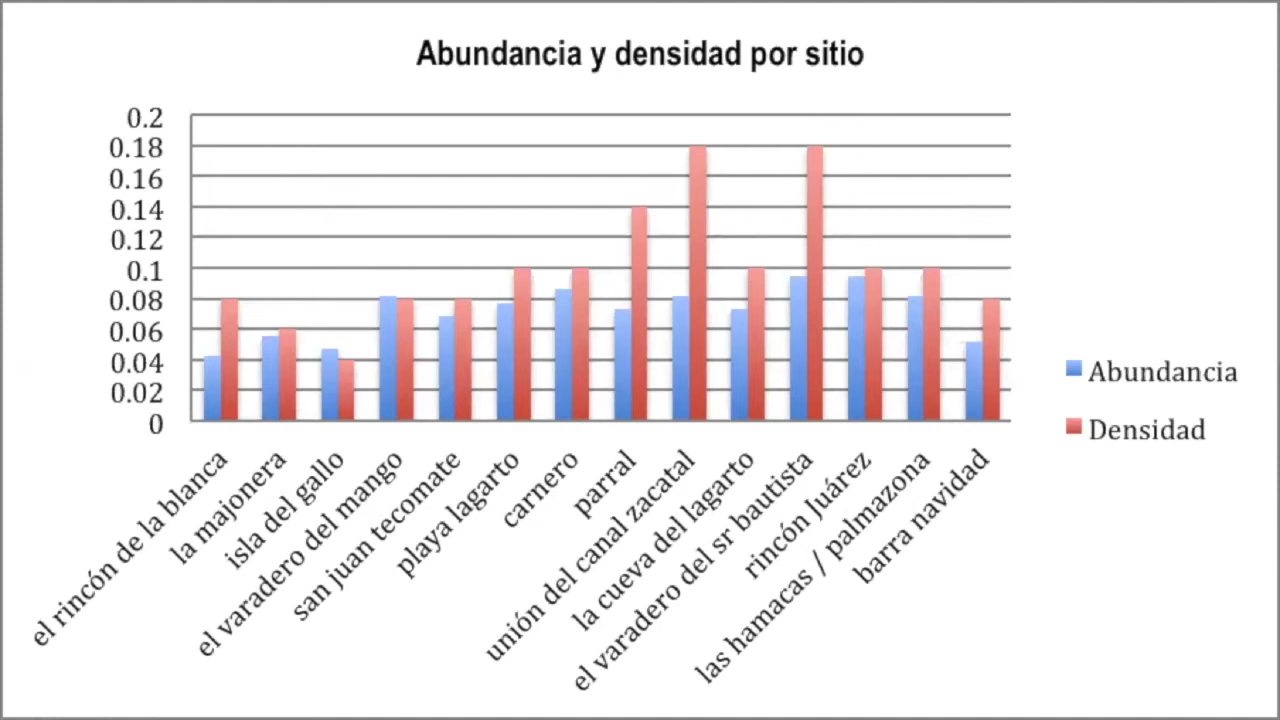 Abundancia y densidad por sitio
0.2
0.18
0.16
0.14
0.12
0.1
0.08
0.06
0.04
0.02
0
el rincón de la blanca
la majonera
isla del gallo
el varadero del mango
san juan tecomate
playa lagarto
carnero
parral
unión del canal zacatal
la cueva del lagarto
el varadero del sr bautista
rincón Juárez
las hamacas / palmazona
barra navidad
Abundancia
Densidad